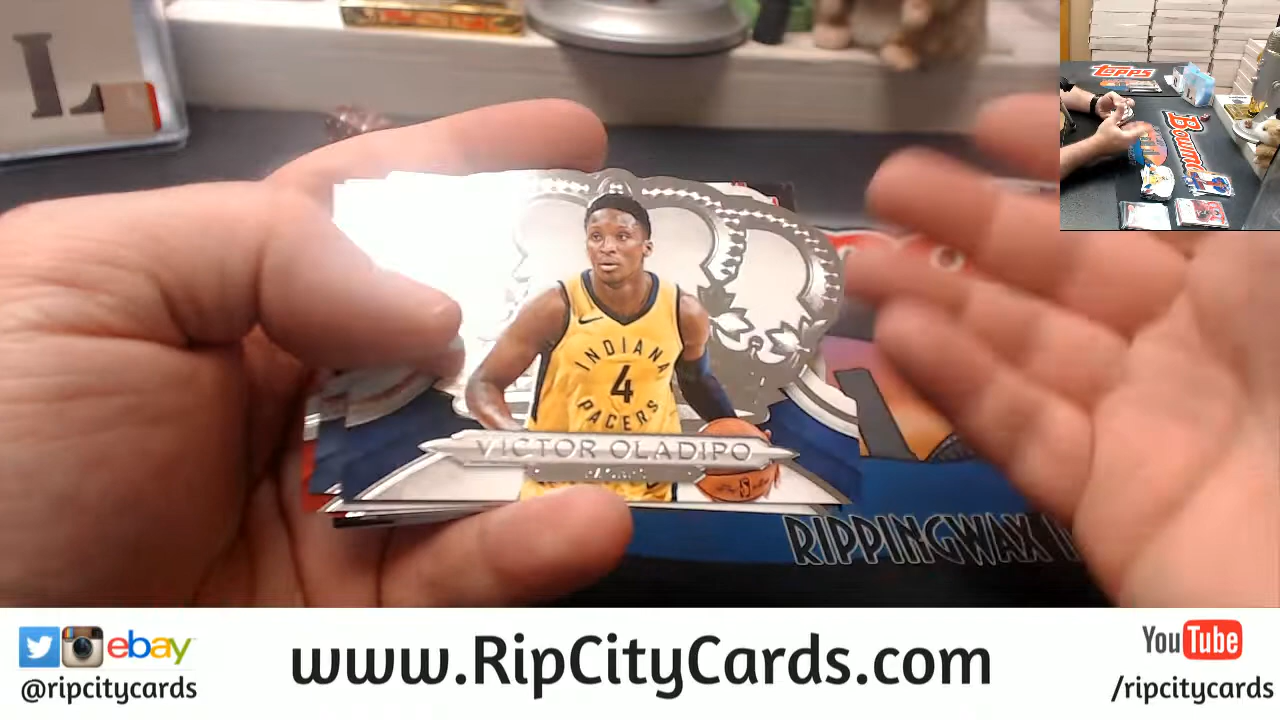 L
Topps
Bowman
INDIANA
4
PACERS
VICTOR OLADIPO
RIPPINGWAX
ebay
@ripcitycards
www.RipCityCards.com
YouTube
/ripcitycards